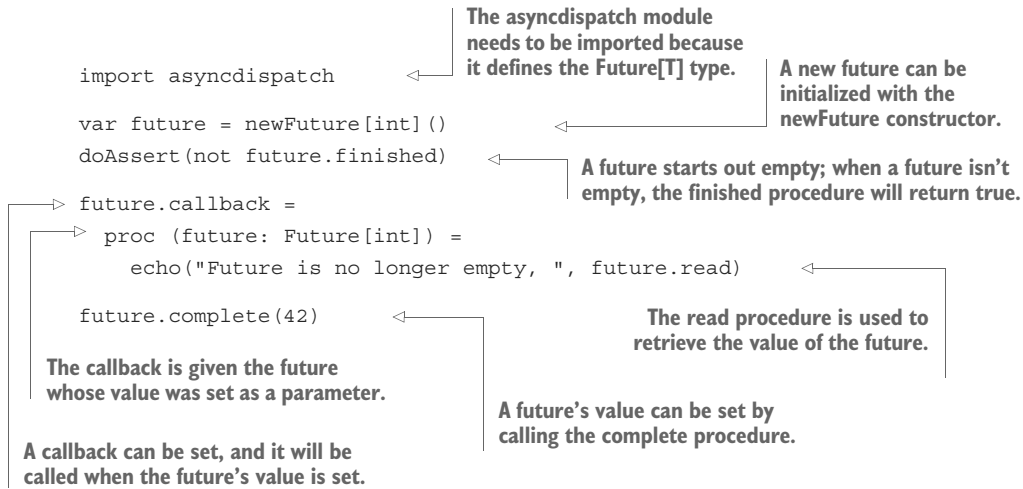 The asyncdispatch module
needs to be imported because
it defines the Future[T] type.
import asyncdispatch
A new future can be
initialized with the
newFuture constructor.
var future = newFuture[int]()
doAssert(not future.finished)
A future starts out empty; when a future isn't
empty, the finished procedure will return true.
future.callback =
proc (future: Future[int]) =
echo("Future is no longer empty, ", future.read)
future.complete(42)
The read procedure is used to
retrieve the value of the future.
The callback is given the future
whose value was set as a parameter.
A future's value can be set by
calling the complete procedure.
A callback can be set, and it will be
called when the future's value is set.